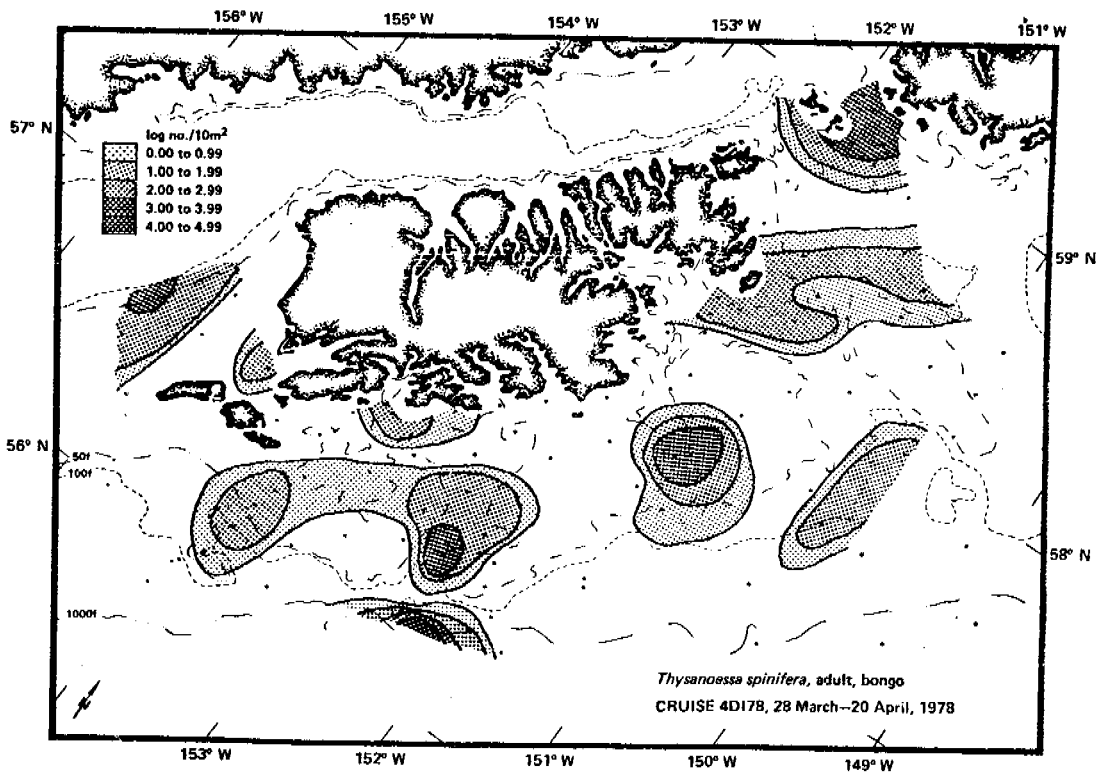 156° W 155° W 154° W 153° W 152° W 151° W
57° N
log no./10m²
0.00 to 0.99
1.00 to 1.99
2.00 to 2.99
3.00 to 3.99
4.00 to 4.99
59° N
56° N
50f
100f
58° N
1000f
Thysanoessa spinifera, adult, bongo
CRUISE 4DI78, 28 March—20 April, 1978
N
153° W 152° W 151° W 150° W 149° W